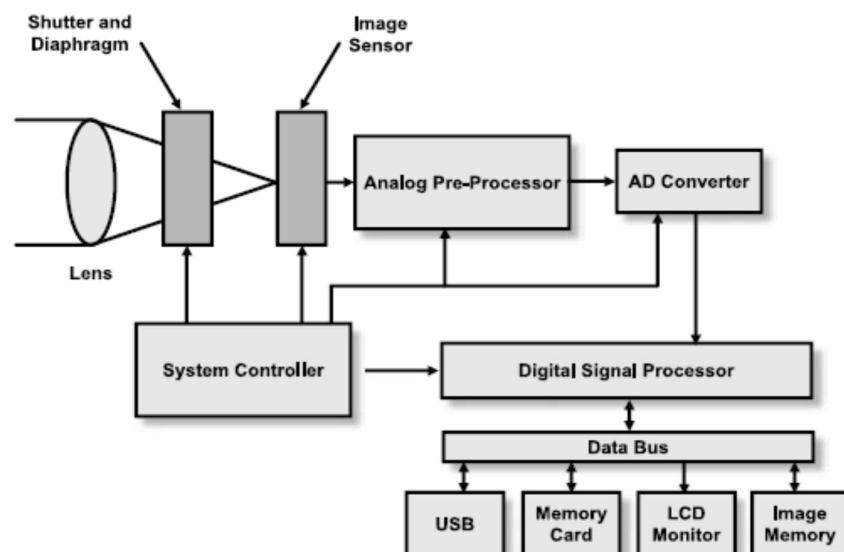 Shutter and
Diaphragm
Image
Sensor
Analog Pre-Processor
AD Converter
Lens
System Controller
Digital Signal Processor
Data Bus
USB
Memory
Card
LCD
Monitor
Image
Memory